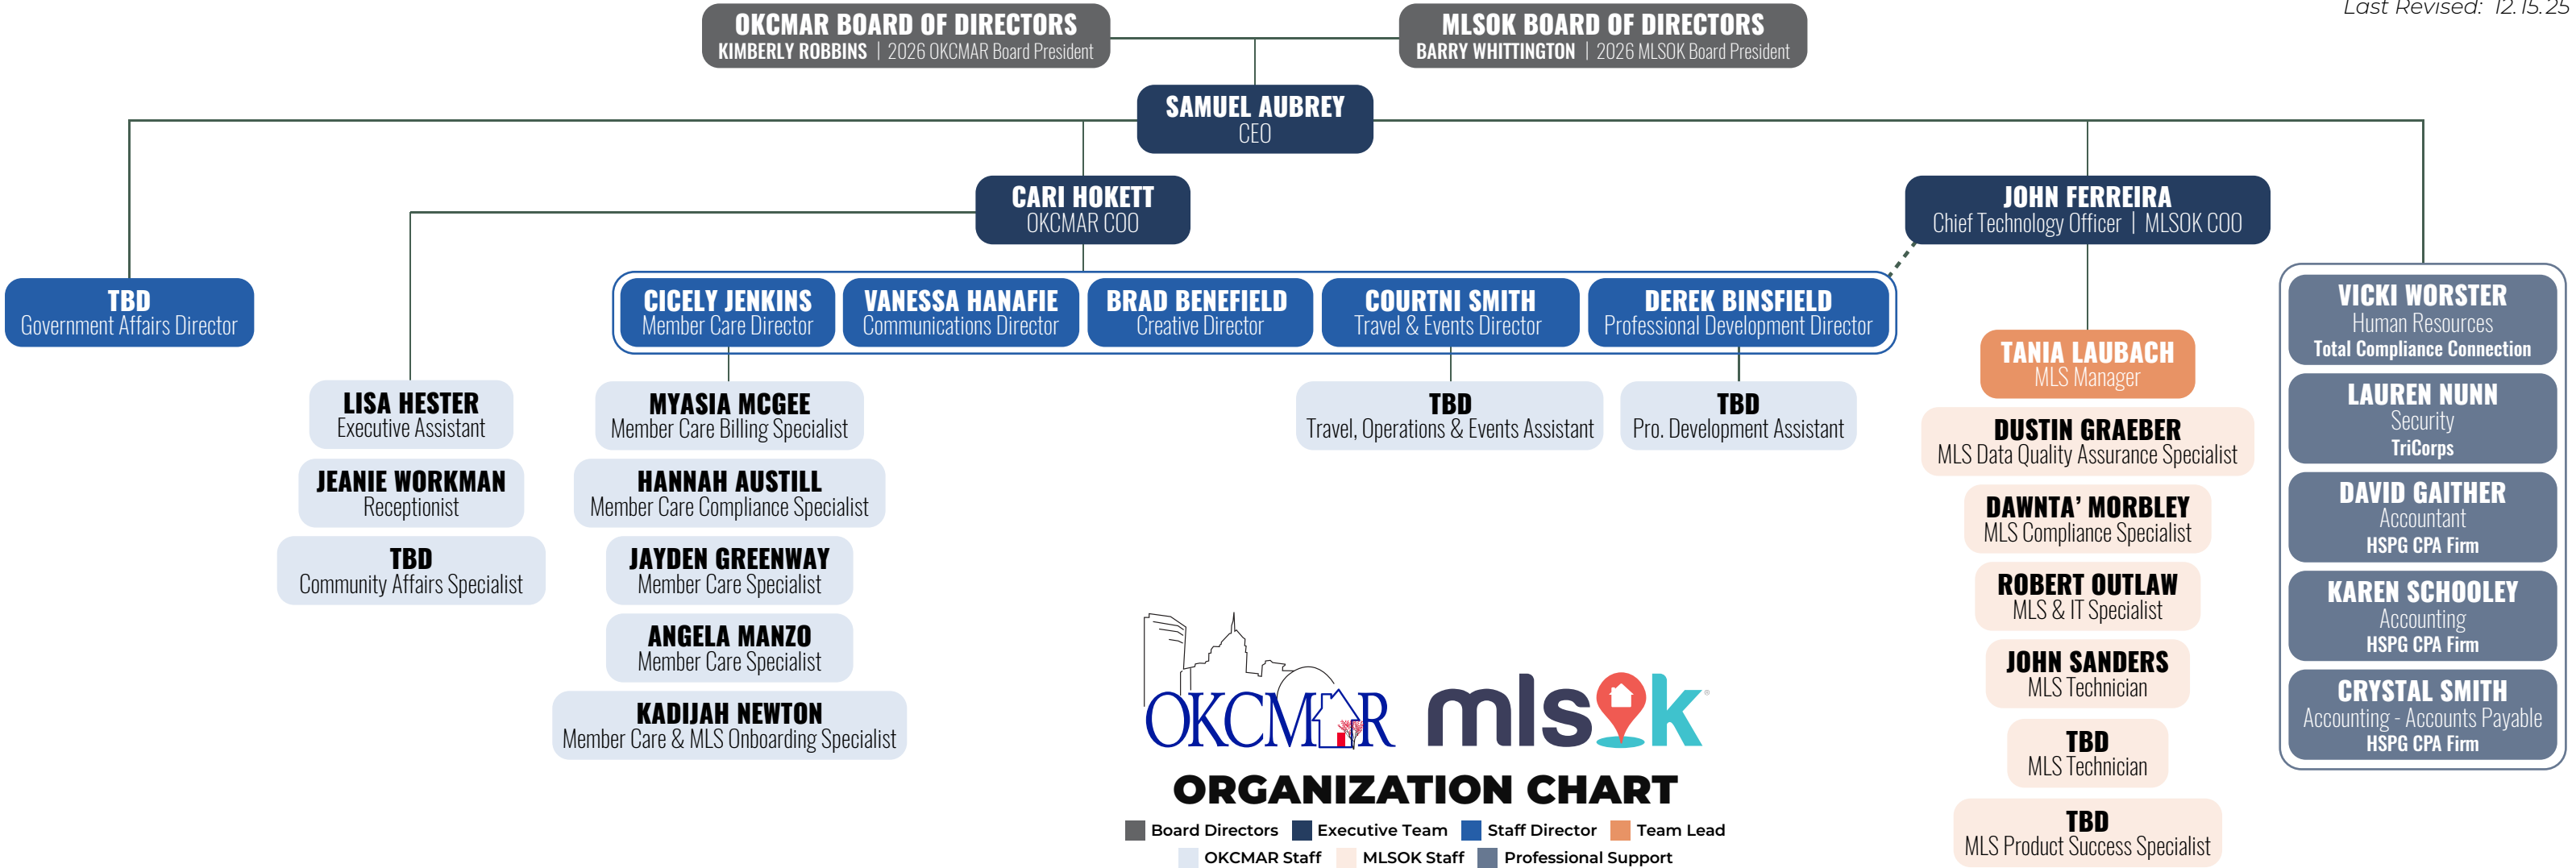 Last Revised: 12.15.25
OKCMAR BOARD OF DIRECTORS
KIMBERLY ROBBINS | 2026 OKCMAR Board President
MLSOK BOARD OF DIRECTORS
BARRY WHITTINGTON | 2026 MLSOK Board President
SAMUEL AUBREY
CEO
CARI HOKETT
OKCMAR COO
JOHN FERREIRA
Chief Technology Officer | MLSOK COO
TBD
Government Affairs Director
CICELY JENKINS
Member Care Director
VANESSA HANAFIE
Communications Director
BRAD BENEFIELD
Creative Director
COURTNI SMITH
Travel & Events Director
DEREK BINSFIELD
Professional Development Director
LISA HESTER
Executive Assistant
JEANIE WORKMAN
Receptionist
TBD
Community Affairs Specialist
MYASIA MCGEE
Member Care Billing Specialist
HANNAH AUSTILL
Member Care Compliance Specialist
JAYDEN GREENWAY
Member Care Specialist
ANGELA MANZO
Member Care Specialist
KADIJAH NEWTON
Member Care & MLS Onboarding Specialist
TBD
Travel, Operations & Events Assistant
TBD
Pro. Development Assistant
TANIA LAUBACH
MLS Manager
DUSTIN GRAEBER
MLS Data Quality Assurance Specialist
DAWNTA’ MORBLEY
MLS Compliance Specialist
ROBERT OUTLAW
MLS & IT Specialist
JOHN SANDERS
MLS Technician
TBD
MLS Technician
TBD
MLS Product Success Specialist
VICKI WORSTER
Human Resources
Total Compliance Connection
LAUREN NUNN
Security
TriCorps
DAVID GAITHER
Accountant
HSPG CPA Firm
KAREN SCHOOLEY
Accounting
HSPG CPA Firm
CRYSTAL SMITH
Accounting - Accounts Payable
HSPG CPA Firm
OKCMAR
mlsok
ORGANIZATION CHART
Board Directors Executive Team Staff Director Team Lead
OKCMAR Staff MLSOK Staff Professional Support